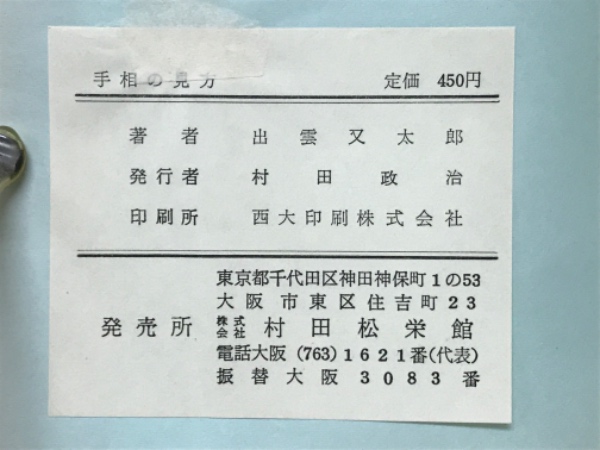 手相の見方 定価 450円
著者 出雲又太郎
発行者 村田政治
印刷所 西大印刷株式会社
東京都千代田区神田神保町1の53
大阪市東区住吉町23
発売所 株式会社 村田松栄館
電話大阪(763)1621番(代表)
振替大阪3083番